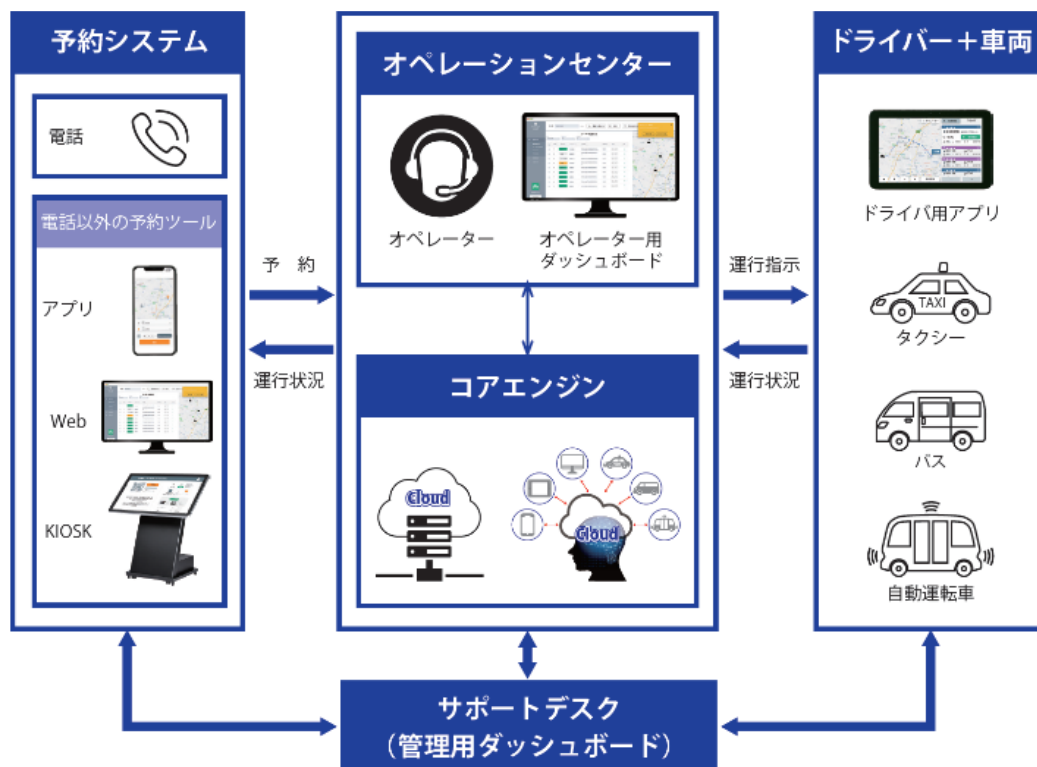 予約システム
電話
電話以外の予約ツール
アプリ
Web
KIOSK
予 約
運行状況
オペレーションセンター
オペレーター
オペレーター用
ダッシュボード
コアエンジン
Cloud
Cloud
運行指示
運行状況
ドライバー＋車両
ドライバ用アプリ
TAXI
タクシー
バス
自動運転車
サポートデスク
（管理用ダッシュボード）